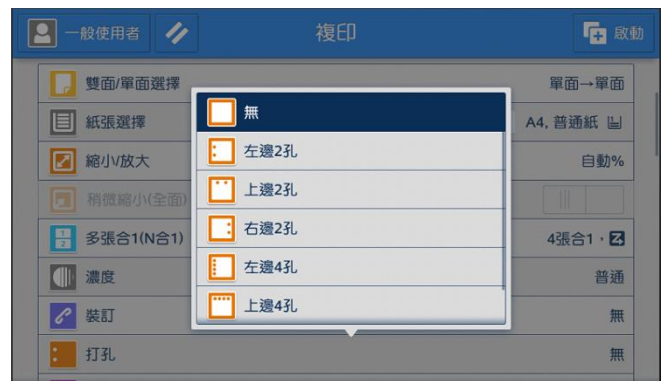 一般使用者
複印
啟動
雙面/單面選擇
單面→單面
紙張選擇
A4, 普通紙
縮小/放大
自動%
稍微縮小(全面)
多張合1(N合1)
4張合1，
濃度
普通
裝訂
無
打孔
無
無
左邊2孔
上邊2孔
右邊2孔
左邊4孔
上邊4孔